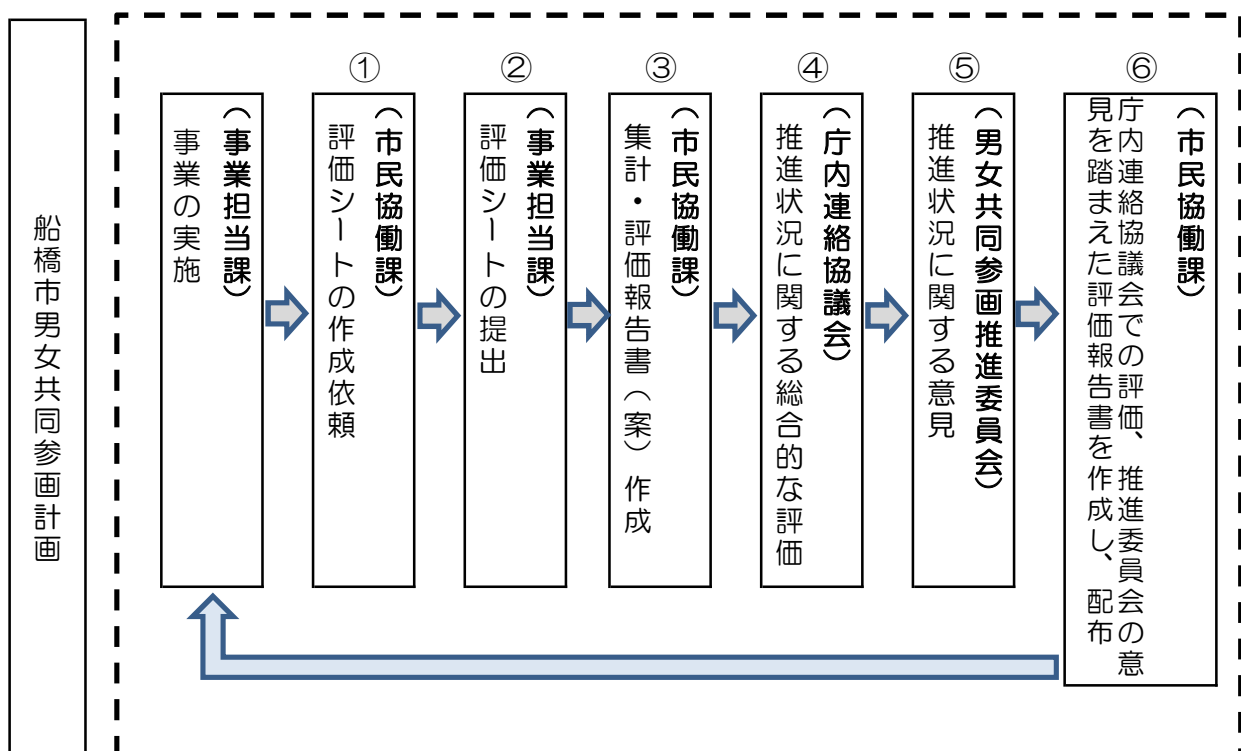 船橋市男女共同参画計画
（事業担当課）
事業の実施
①
（市民協働課）
評価シートの作成依頼
②
（事業担当課）
評価シートの提出
③
（市民協働課）
集計・評価報告書（案）作成
④
（庁内連絡協議会）
推進状況に関する総合的な評価
⑤
（男女共同参画推進委員会）
推進状況に関する意見
⑥
（市民協働課）
庁内連絡協議会での評価、推進委員会の意
見を踏まえた評価報告書を作成し、配布